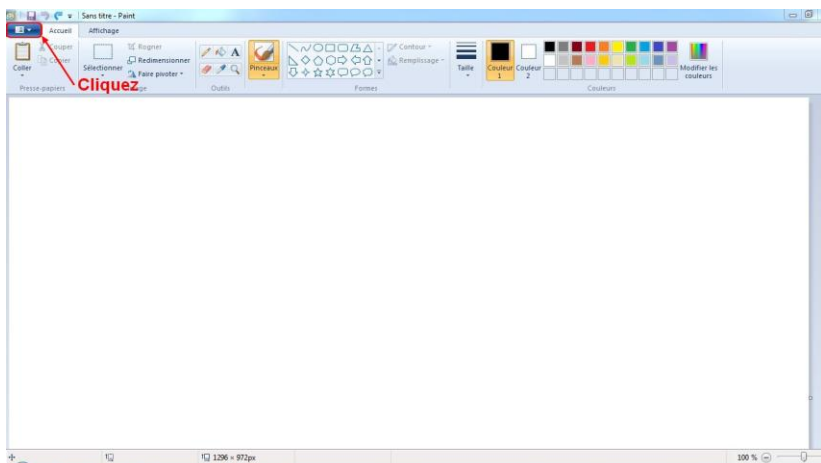 Sans titre - Paint
Accueil Affichage
Couper
Copier
Coller
Presse-papiers
Cliquez
Sélectionner
Rogner
Redimensionner
Faire pivoter
A
Outils
Pinceaux
Contour
Remplissage
Formes
Taille
Couleur 1
Couleur 2
Modifier les couleurs
Couleurs
1296 × 972px
100 %